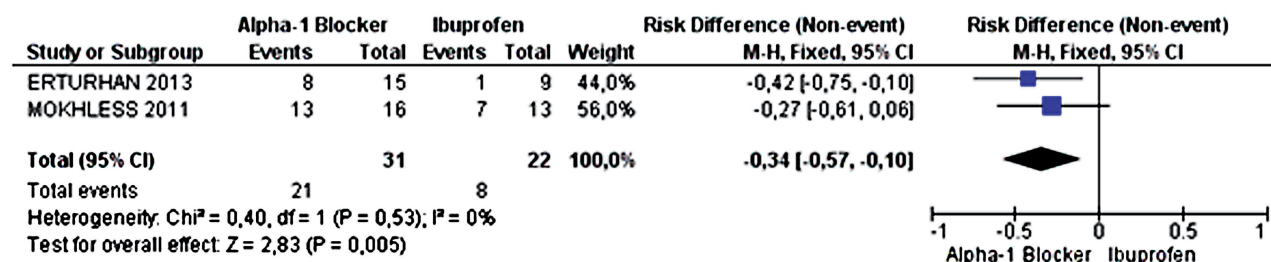 Alpha-1 Blocker Ibuprofen Risk Difference (Non-event) Risk Difference (Non-event)
Study or Subgroup Events Total Events Total Weight M-H, Fixed, 95% CI M-H, Fixed, 95% CI
ERTURHAN 2013 8 15 1 9 44,0% -0,42 [-0,75, -0,10]
MOKHLESS 2011 13 16 7 13 56,0% -0,27 [-0,61, 0,06]
Total (95% CI) 31 22 100,0% -0,34 [-0,57, -0,10]
Total events 21 8
Heterogeneity: Chi² = 0,40, df = 1 (P = 0,53); I² = 0%
Test for overall effect: Z = 2,83 (P = 0,005)
-1 -0.5 0 0.5 1
Alpha-1 Blocker Ibuprofen